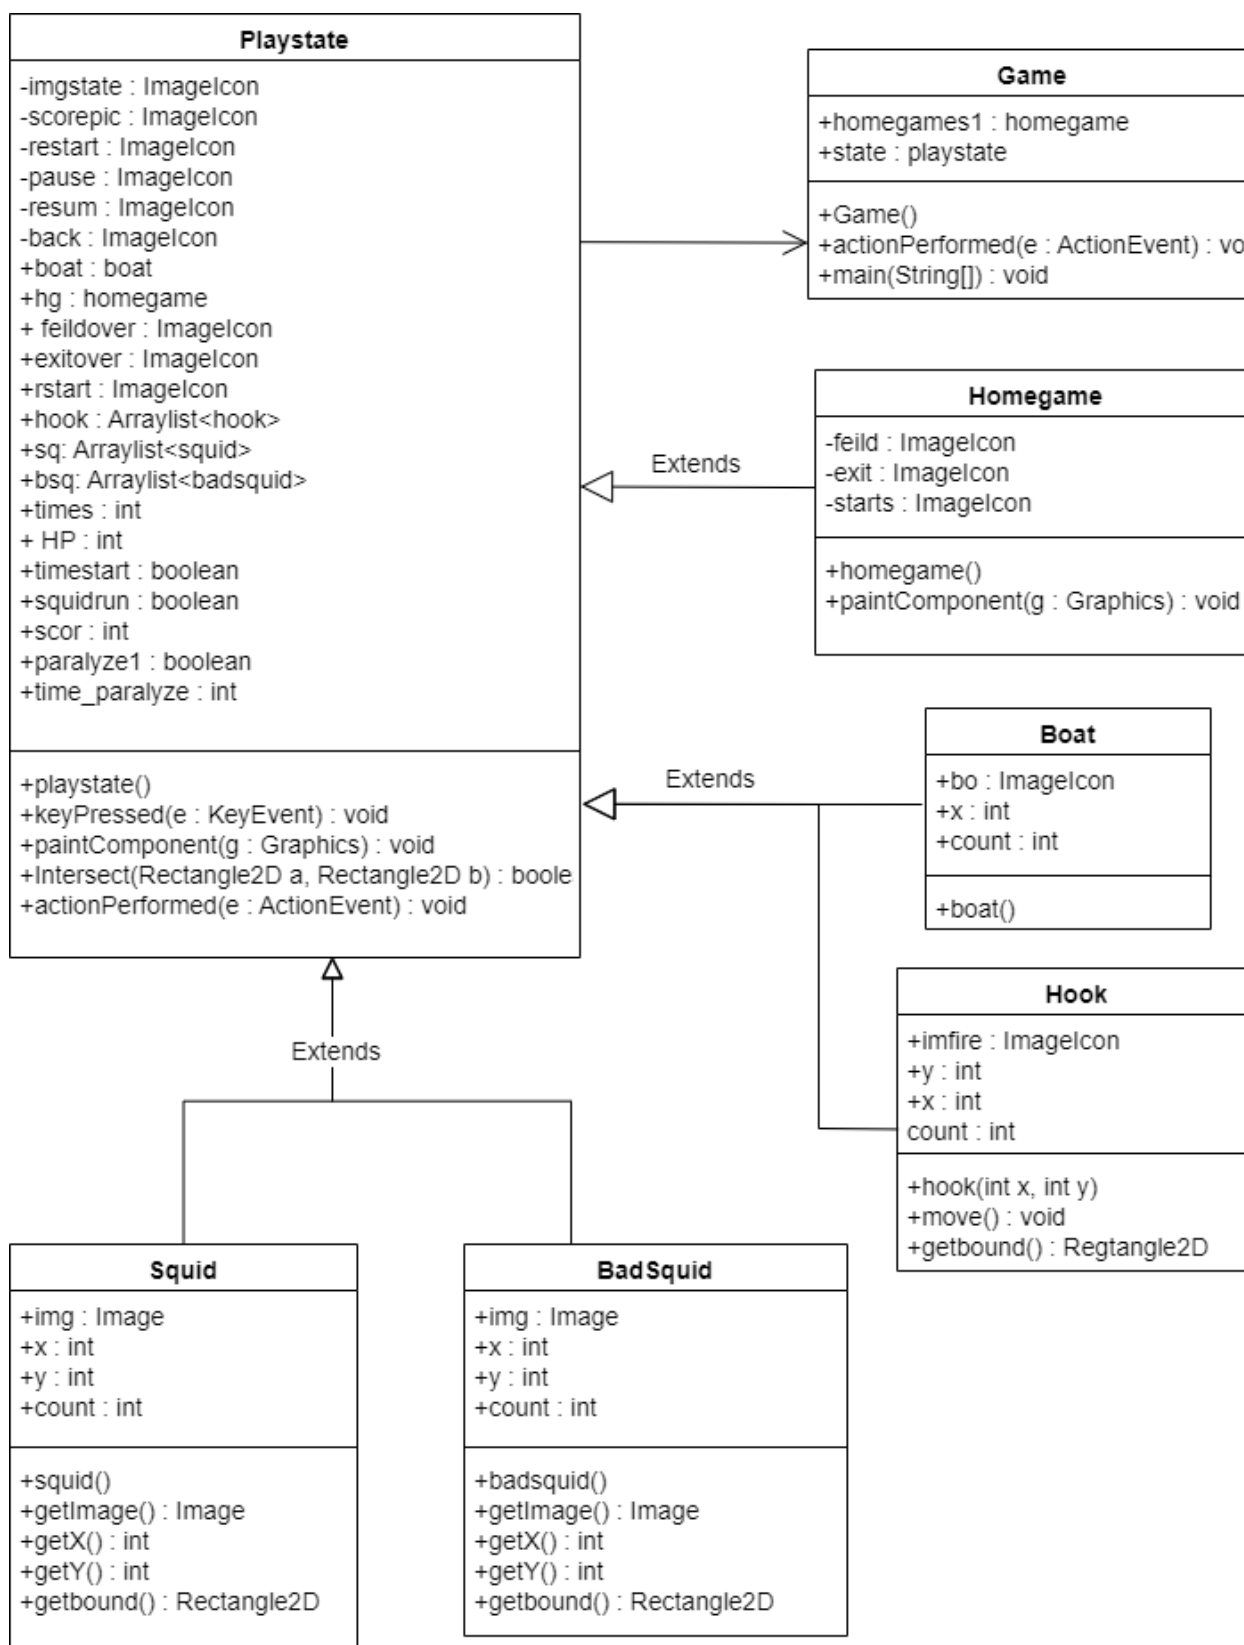 Playstate
-imgstate : ImageIcon
-scorepic : ImageIcon
-restart : ImageIcon
-pause : ImageIcon
-resum : ImageIcon
-back : ImageIcon
+boat : boat
+hg : homegame
+ feildover : ImageIcon
+exitover : ImageIcon
+rstart : ImageIcon
+hook : Arraylist<hook>
+sq: Arraylist<squid>
+bsq: Arraylist<badsquid>
+times : int
+ HP : int
+timestart : boolean
+squidrun : boolean
+scor : int
+paralyze1 : boolean
+time_paralyze : int
+playstate()
+keyPressed(e : KeyEvent) : void
+paintComponent(g : Graphics) : void
+Intersect(Rectangle2D a, Rectangle2D b) : boole
+actionPerformed(e : ActionEvent) : void
Game
+homegames1 : homegame
+state : playstate
+Game()
+actionPerformed(e : ActionEvent) : vo
+main(String[]) : void
Extends
Homegame
-feild : ImageIcon
-exit : ImageIcon
-starts : ImageIcon
+homegame()
+paintComponent(g : Graphics) : void
Extends
Boat
+bo : ImageIcon
+x : int
+count : int
+boat()
Hook
+imfire : ImageIcon
+y : int
+x : int
count : int
+hook(int x, int y)
+move() : void
+getbound() : Regtangle2D
Extends
Squid
+img : Image
+x : int
+y : int
+count : int
+squid()
+getImage() : Image
+getX() : int
+getY() : int
+getbound() : Rectangle2D
BadSquid
+img : Image
+x : int
+y : int
+count : int
+badsquid()
+getImage() : Image
+getX() : int
+getY() : int
+getbound() : Rectangle2D